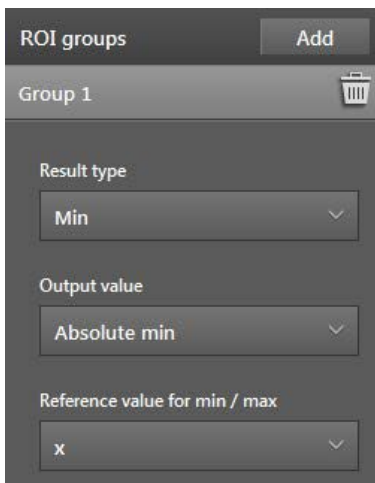 ROI groups Add
Group 1
Result type
Min
Output value
Absolute min
Reference value for min / max
x